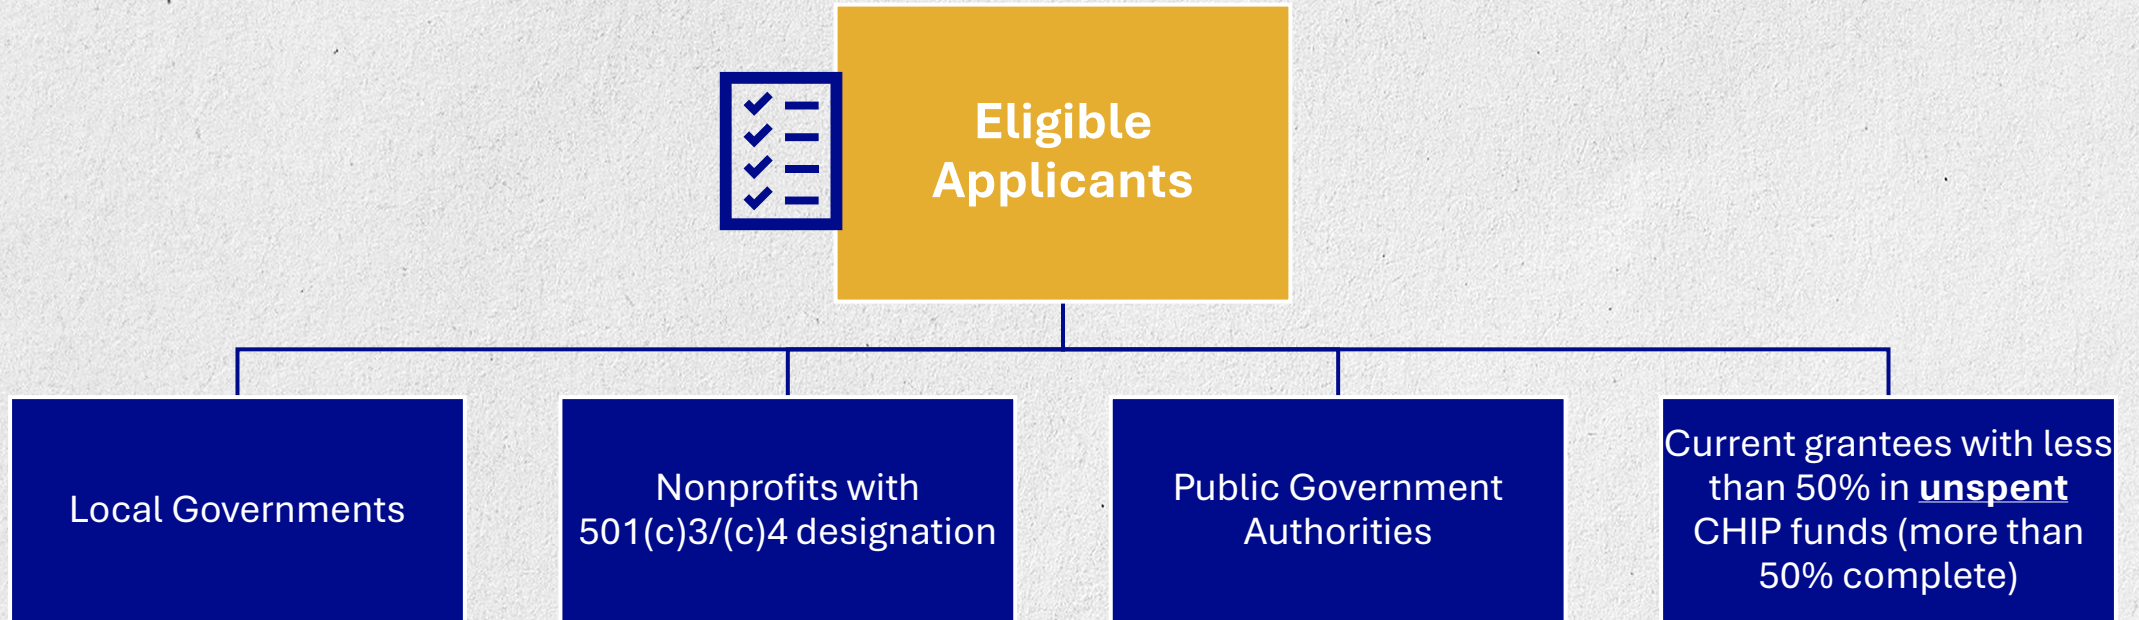 Eligible
Applicants
Local Governments
Nonprofits with
501(c)3/(c)4 designation
Public Government
Authorities
Current grantees with less
than 50% in unspent
CHIP funds (more than
50% complete)